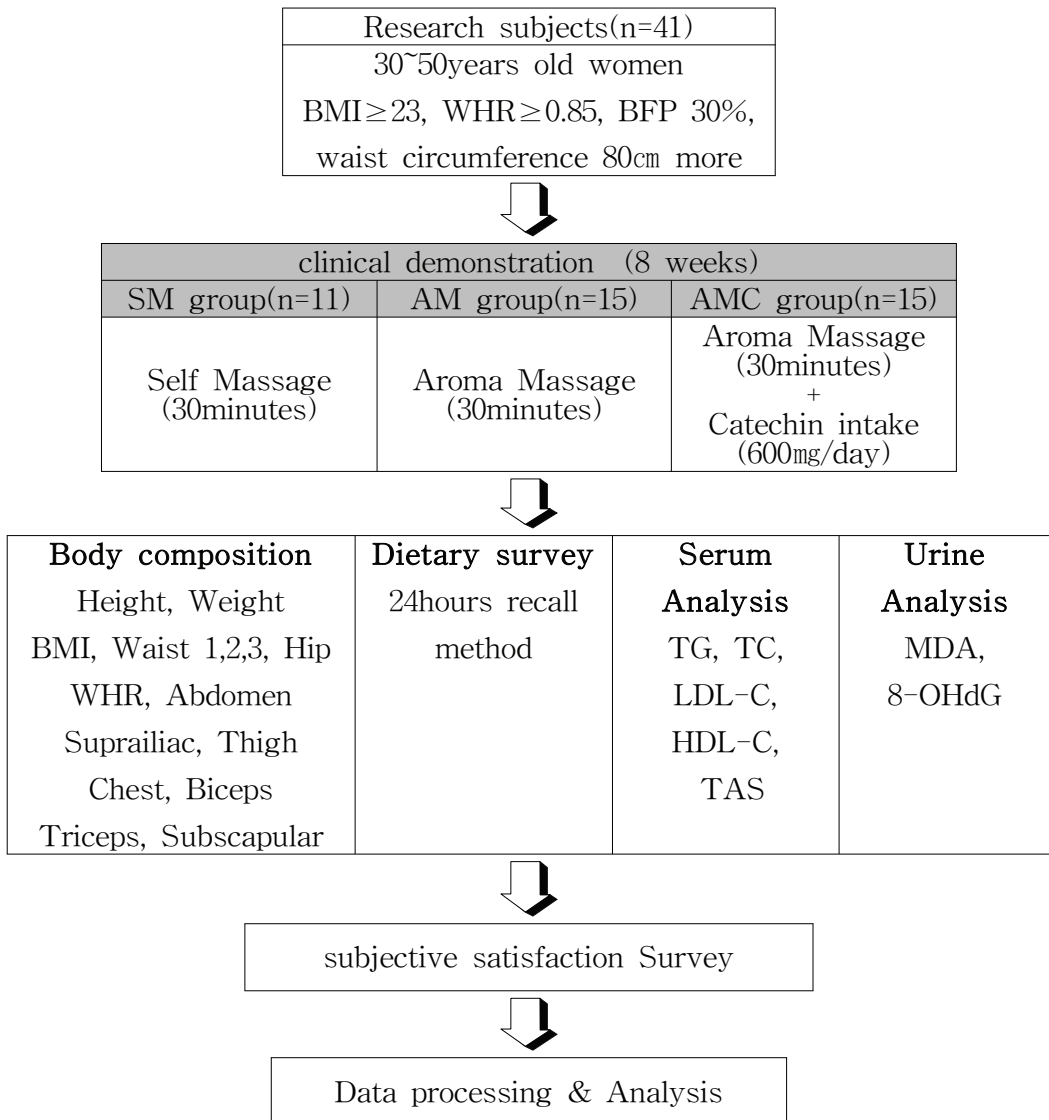 Research subjects(n=41)
30~50years old women
BMI≥23, WHR≥0.85, BFP 30%,
waist circumference 80㎝ more
clinical demonstration (8 weeks)
SM group(n=11)
AM group(n=15)
AMC group(n=15)
Self Massage
(30minutes)
Aroma Massage
(30minutes)
Aroma Massage
(30minutes)
+
Catechin intake
(600㎎/day)
Body composition
Height, Weight
BMI, Waist 1,2,3, Hip
WHR, Abdomen
Suprailiac, Thigh
Chest, Biceps
Triceps, Subscapular
Dietary survey
24hours recall
method
Serum
Analysis
TG, TC,
LDL-C,
HDL-C,
TAS
Urine
Analysis
MDA,
8-OHdG
subjective satisfaction Survey
Data processing & Analysis